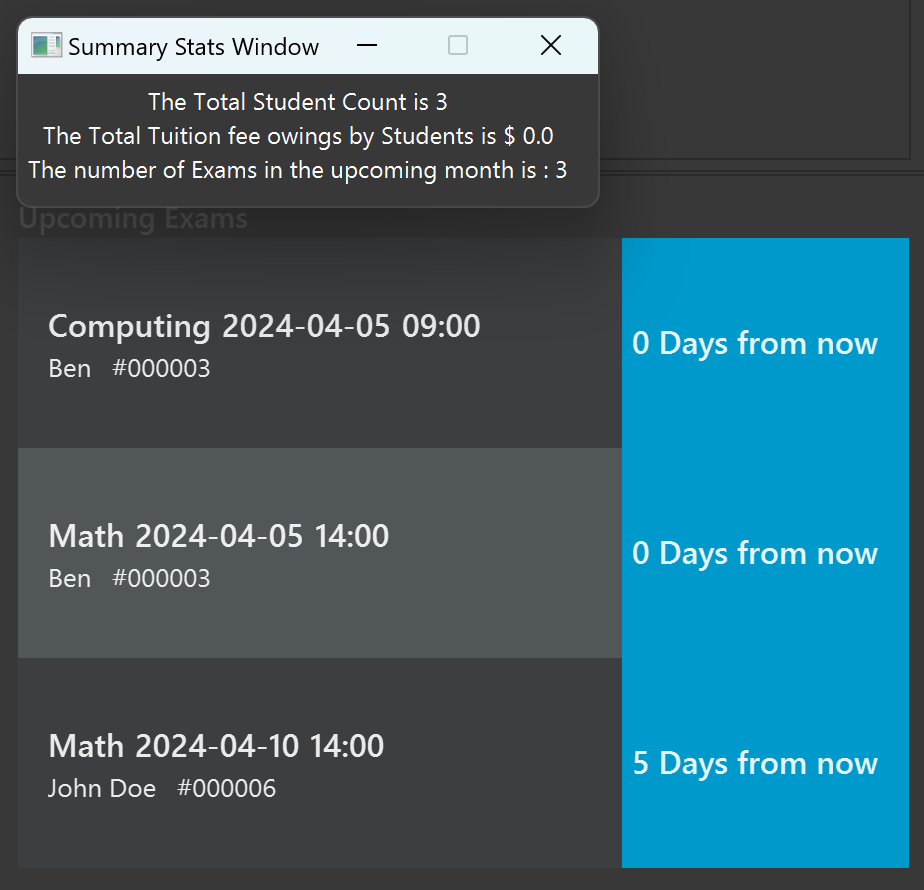 Summary Stats Window
The Total Student Count is 3
The Total Tuition fee owings by Students is $ 0.0
The number of Exams in the upcoming month is : 3
Upcoming Exams
Computing 2024-04-05 09:00
Ben #000003
0 Days from now
Math 2024-04-05 14:00
Ben #000003
0 Days from now
Math 2024-04-10 14:00
John Doe #000006
5 Days from now